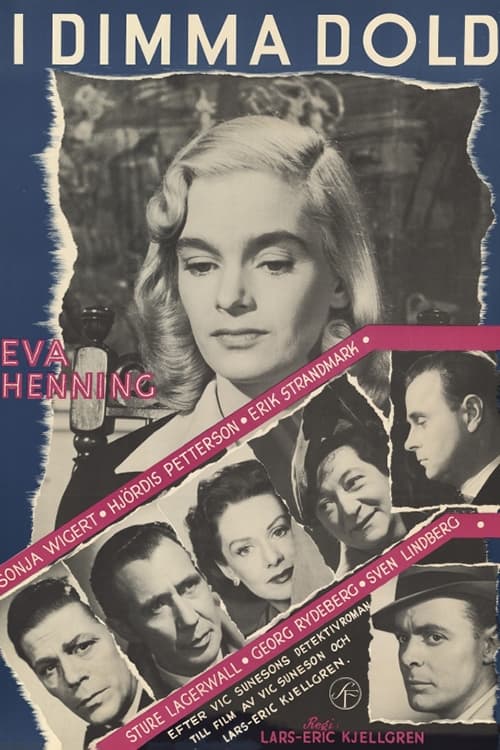 I DIMMA DOLD
EVA
HENNING
SONJA WIGERT • HJÖRDIS PETTERSON • ERIK STRANDMARK •
STURE LAGERWALL • GEORG RYDEBERG • SVEN LINDBERG •
EFTER VIC SUNESONS DETEKTIVROMAN
TILL FILM AV VIC SUNESON OCH
LARS-ERIC KJELLGREN.
SF
Regi:
LARS-ERIC KJELLGREN